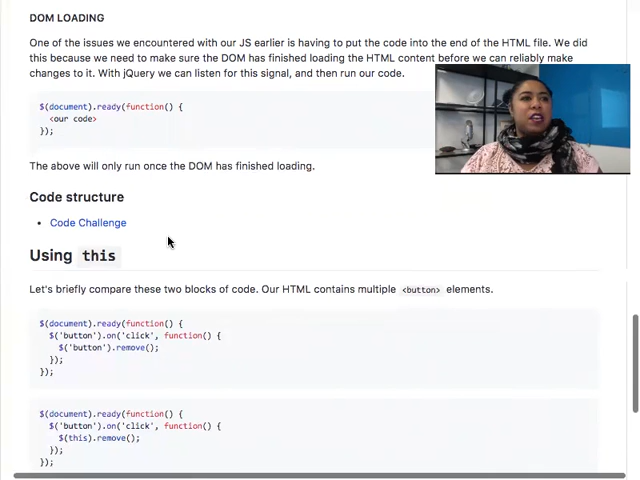 DOM LOADING
One of the issues we encountered with our JS earlier is having to put the code into the end of the HTML file. We did
this because we need to make sure the DOM has finished loading the HTML content before we can reliably make
changes to it. With jQuery we can listen for this signal, and then run our code.
$(document).ready(function() {
<our code>
});
The above will only run once the DOM has finished loading.
Code structure
• Code Challenge
Using this
Let's briefly compare these two blocks of code. Our HTML contains multiple <button> elements.
$(document).ready(function() {
$('button').on('click', function() {
$('button').remove();
});
});
$(document).ready(function() {
$('button').on('click', function() {
$(this).remove();
});
});